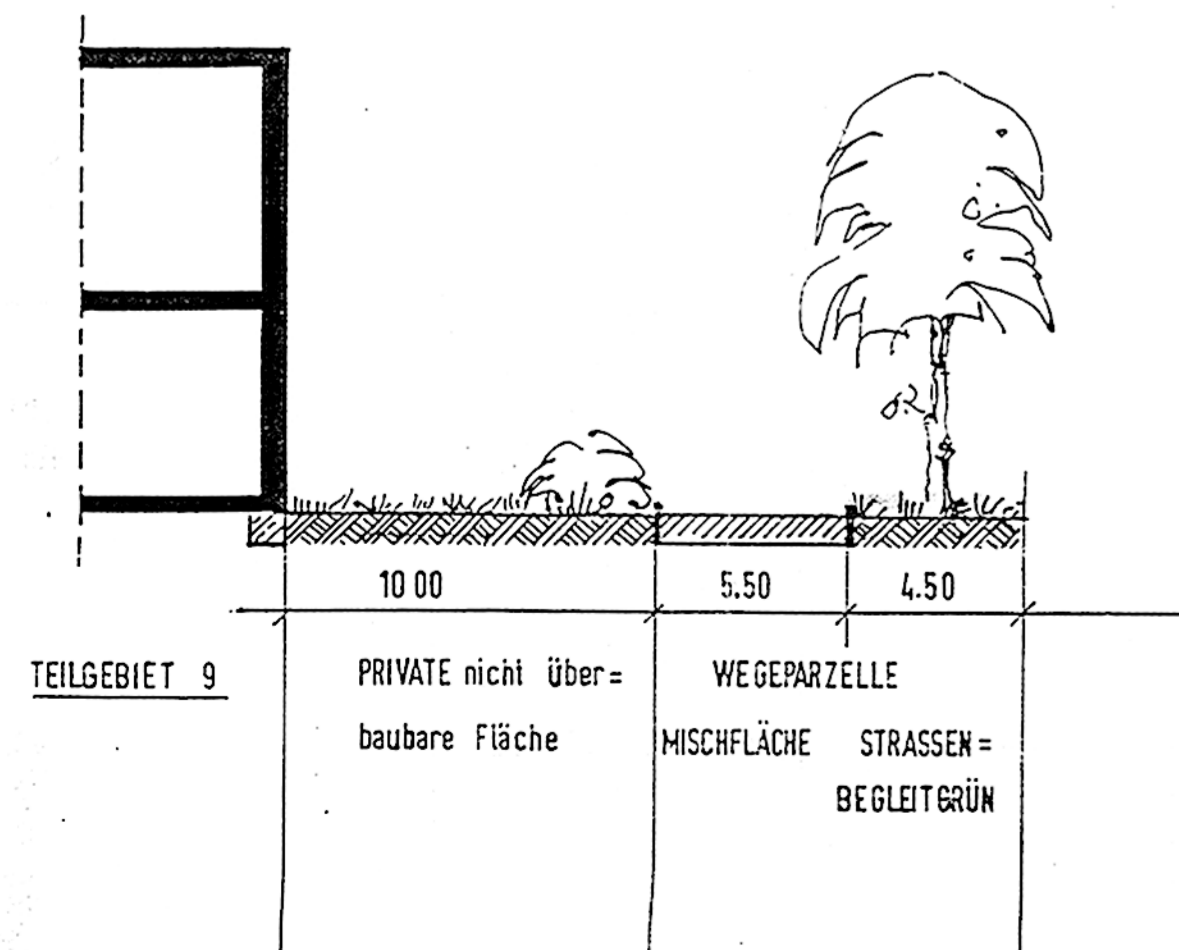 10 00 5.50 4.50
TEILGEBIET 9 PRIVATE nicht über= WEGEPARZELLE
baubare Fläche MISCHFLÄCHE STRASSEN=
BEGLEITGRÜN